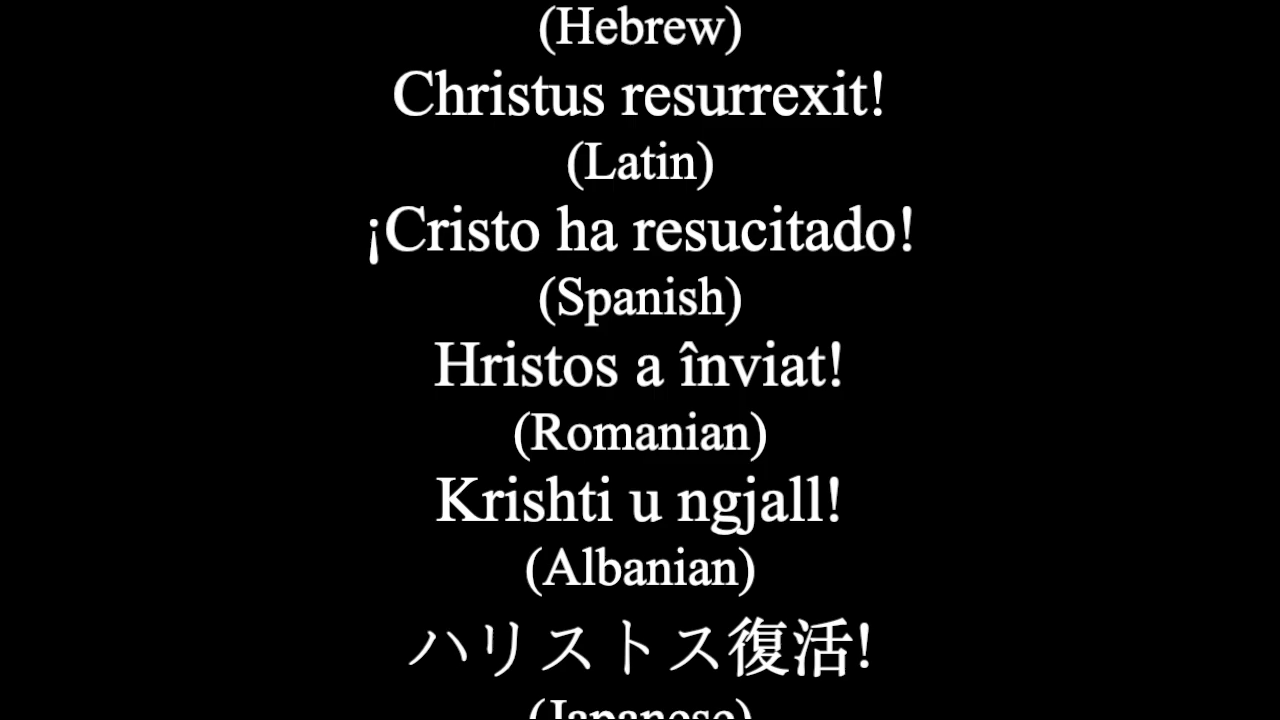 (Hebrew)
Christus resurrexit!
(Latin)
¡Cristo ha resucitado!
(Spanish)
Hristos a înviat!
(Romanian)
Krishti u ngjall!
(Albanian)
ハリストス復活!
(Japanese)